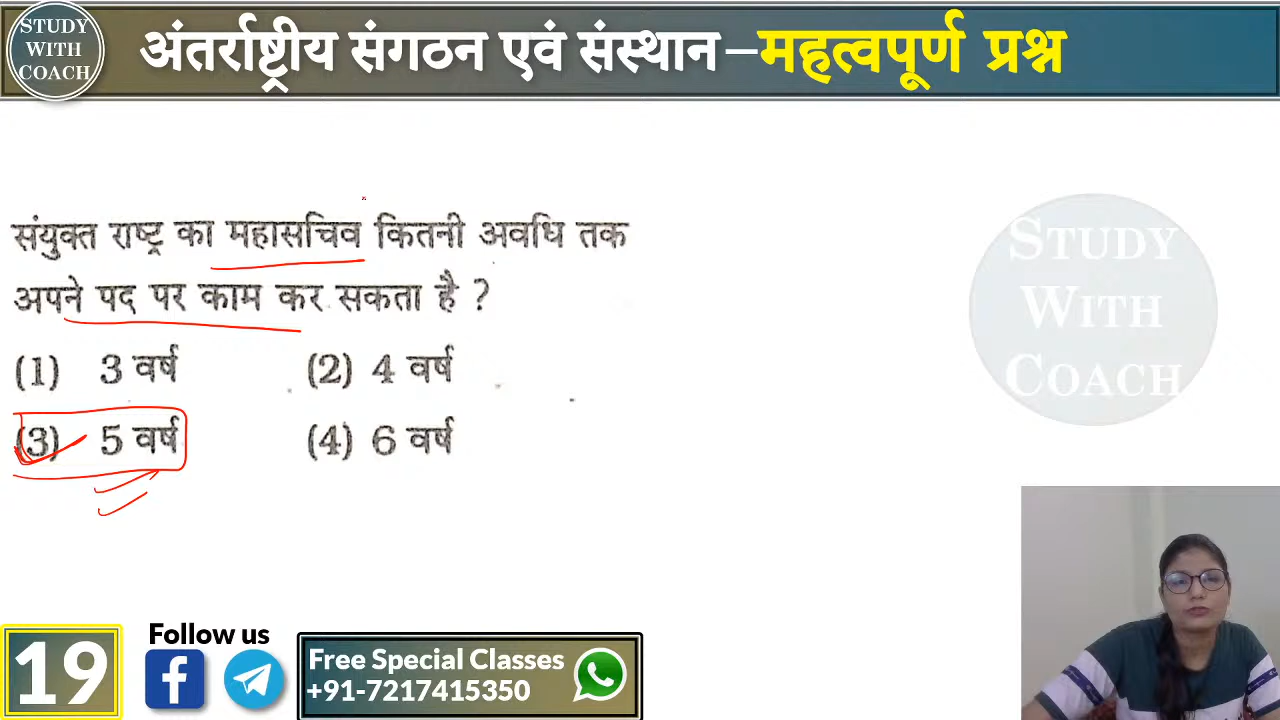 STUDY
WITH
COACH
अंतर्राष्ट्रीय संगठन एवं संस्थान–महत्वपूर्ण प्रश्न
संयुक्त राष्ट्र का महासचिव कितनी अवधि तक
अपने पद पर काम कर सकता है ?
(1) 3 वर्ष (2) 4 वर्ष
(3) 5 वर्ष (4) 6 वर्ष
STUDY
WITH
COACH
19
Follow us
Free Special Classes
+91-7217415350